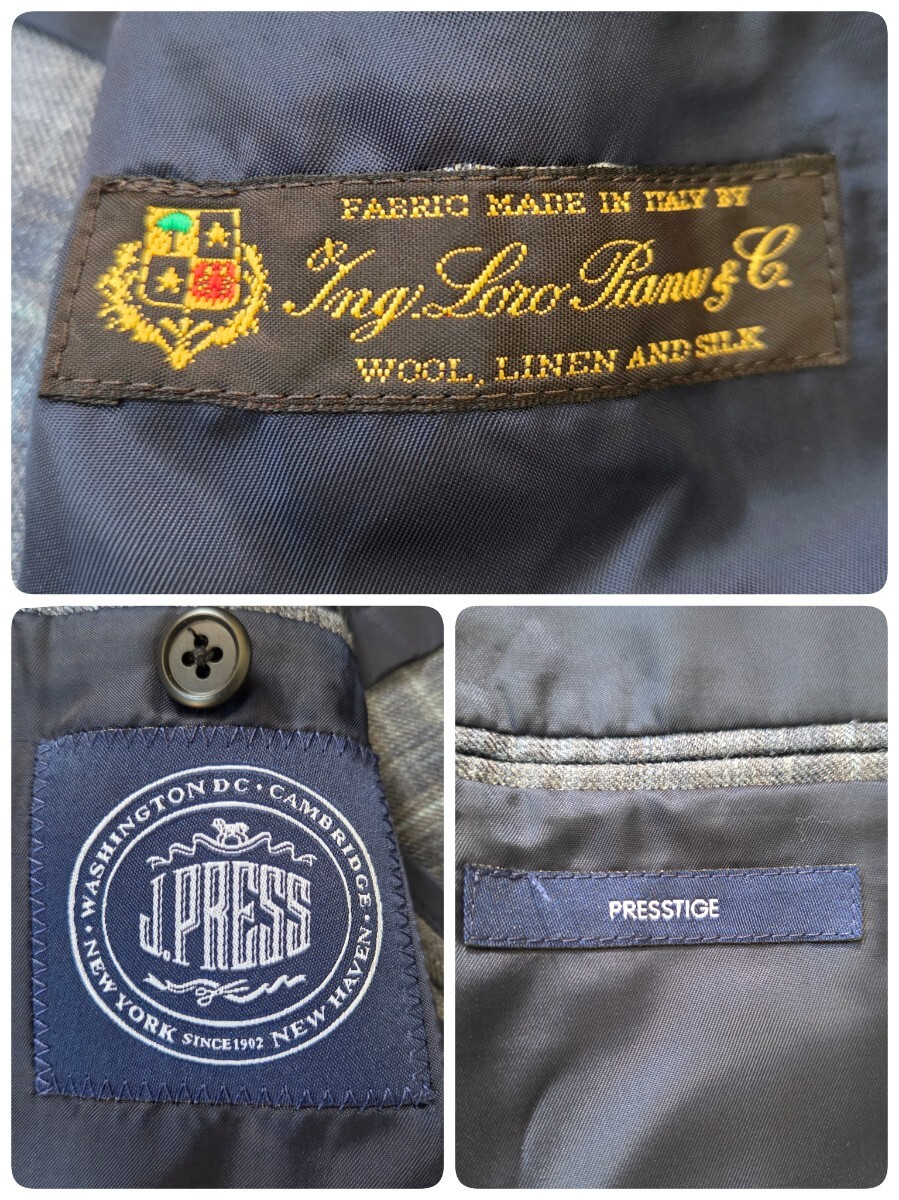 FABRIC MADE IN ITALY BY
Ing. Loro Piana & C.
WOOL, LINEN AND SILK
WASHINGTON DC · CAMBRIDGE ·
J.PRESS
NEW YORK SINCE 1902 NEW HAVEN ·
PRESSTIGE